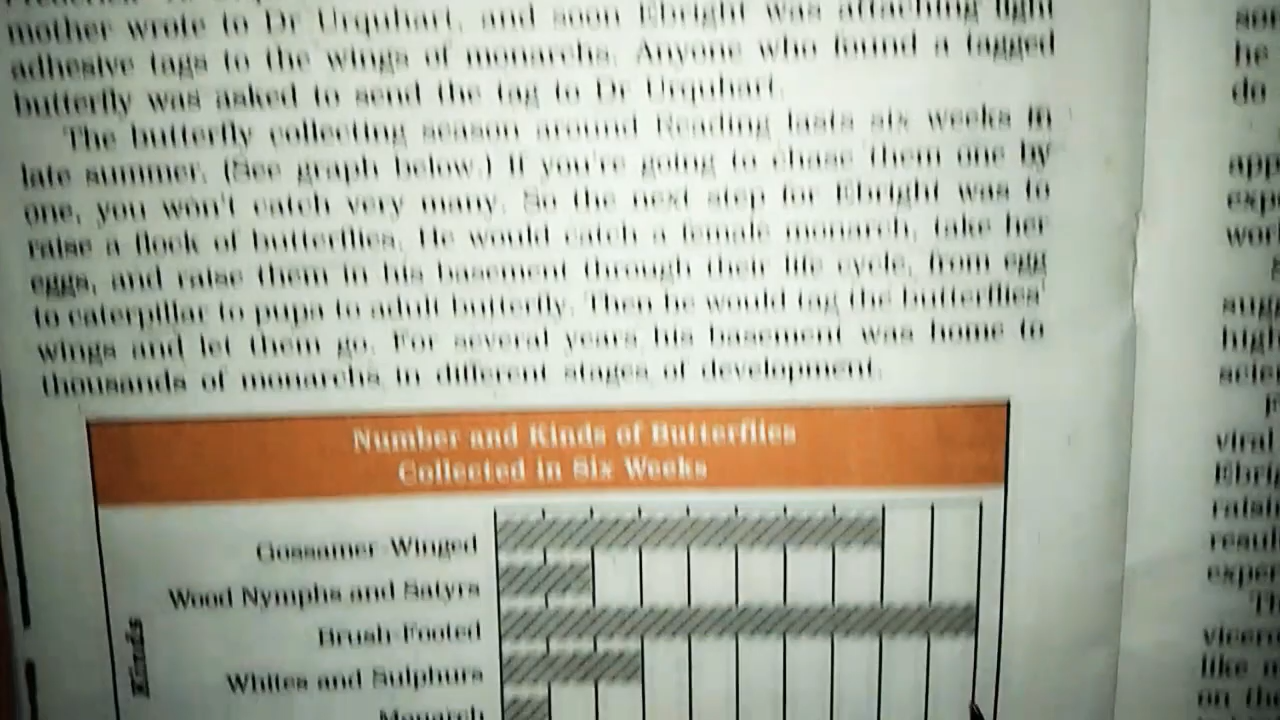 mother wrote to Dr Urquhart, and soon Ebright was attaching light
adhesive tags to the wings of monarchs. Anyone who found a tagged
butterfly was asked to send the tag to Dr Urquhart.
The butterfly collecting season around Reading lasts six weeks in
late summer. (See graph below.) If you're going to chase them one by
one, you won't catch very many. So the next step for Ebright was to
raise a flock of butterflies. He would catch a female monarch, take her
eggs, and raise them in his basement through their life cycle, from egg
to caterpillar to pupa to adult butterfly. Then he would tag the butterflies'
wings and let them go. For several years his basement was home to
thousands of monarchs in different stages of development.
Number and Kinds of Butterflies
Collected in Six Weeks
Gossamer-Winged
Wood Nymphs and Satyrs
Brush-Footed
Whites and Sulphurs
Monarch
Kinds
he
do
viral
like
on the